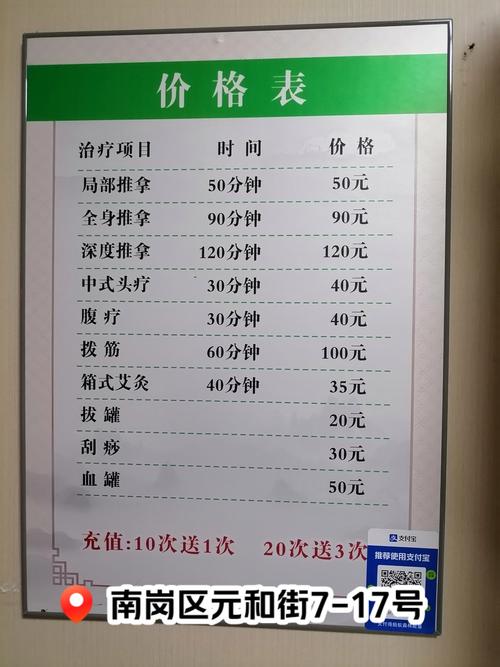 价格表
治疗项目 时间 价格
局部推拿 50分钟 50元
全身推拿 90分钟 90元
深度推拿 120分钟 120元
中式头疗 30分钟 40元
腹疗 30分钟 40元
拨筋 60分钟 100元
箱式艾灸 40分钟 35元
拔罐 20元
刮痧 30元
血罐 50元
充值:10次送1次 20次送3次
支付宝
推荐使用支付宝
南岗区元和街7-17号